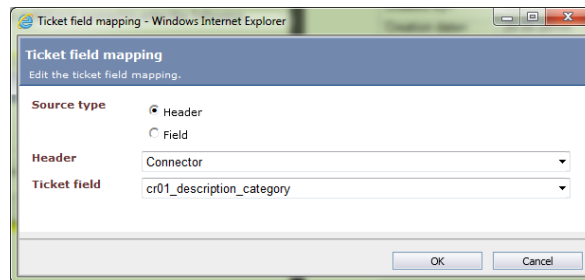 Ticket field mapping - Windows Internet Explorer
Ticket field mapping
Edit the ticket field mapping.
Source type
Header
Field
Header
Connector
Ticket field
cr01_description_category
OK
Cancel